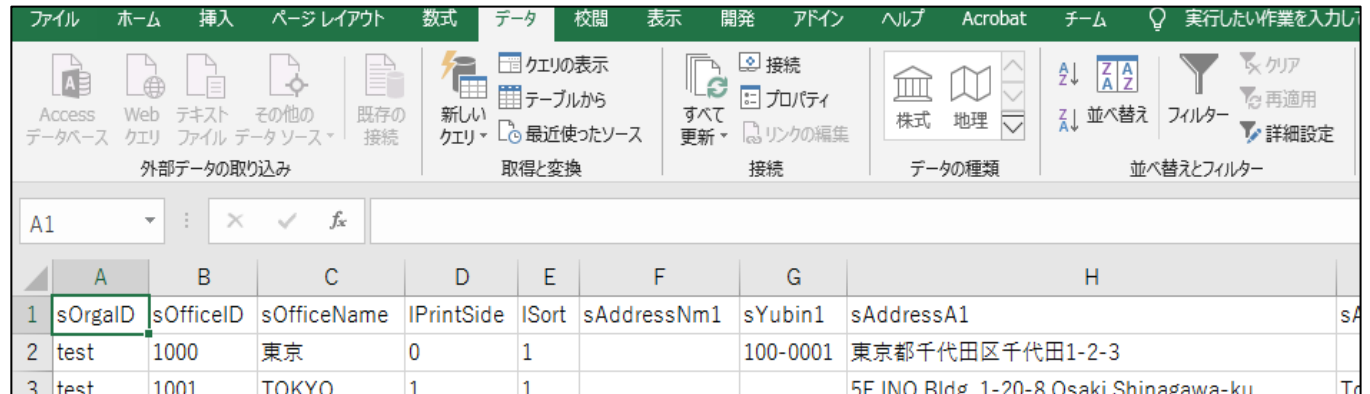 ファイル ホーム 挿入 ページ レイアウト 数式 データ 校閲 表示 開発 アドイン ヘルプ Acrobat チーム 実行したい作業を入力して
Access データベース
Web クエリ
テキスト ファイル
その他の データ ソース
既存の 接続
外部データの取り込み
新しい クエリ
クエリの表示
テーブルから
最近使ったソース
取得と変換
すべて 更新
接続
プロパティ
リンクの編集
接続
株式 地理
データの種類
並べ替え フィルター
クリア
再適用
詳細設定
並べ替えとフィルター
A1 fx
A B C D E F G H
1 sOrgaID sOfficeID sOfficeName lPrintSide lSort sAddressNm1 sYubin1 sAddressA1 sA
2 test 1000 東京 0 1 100-0001 東京都千代田区千代田1-2-3
3 test 1001 TOKYO 1 1 5F INO Bldg. 1-20-8 Osaki Shinagawa-ku To